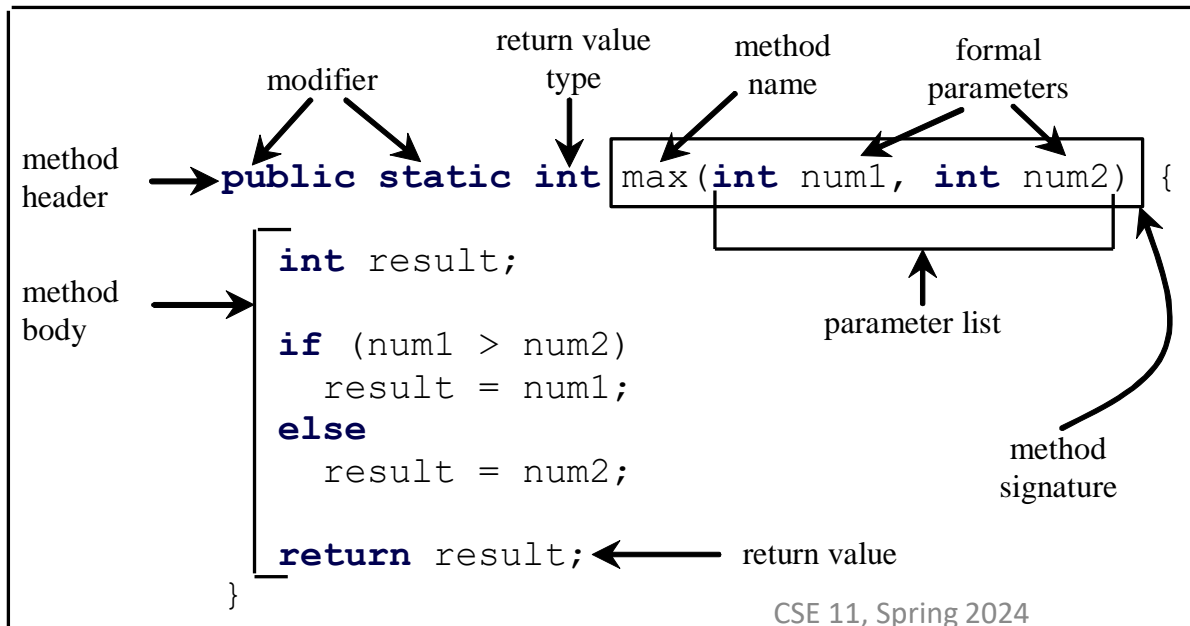 return value
type
method
name
formal
parameters
modifier
method
header
public static int max(int num1, int num2) {
method
body
int result;
parameter list
if (num1 > num2)
result = num1;
else
result = num2;
method
signature
return result;
return value
}
CSE 11, Spring 2024